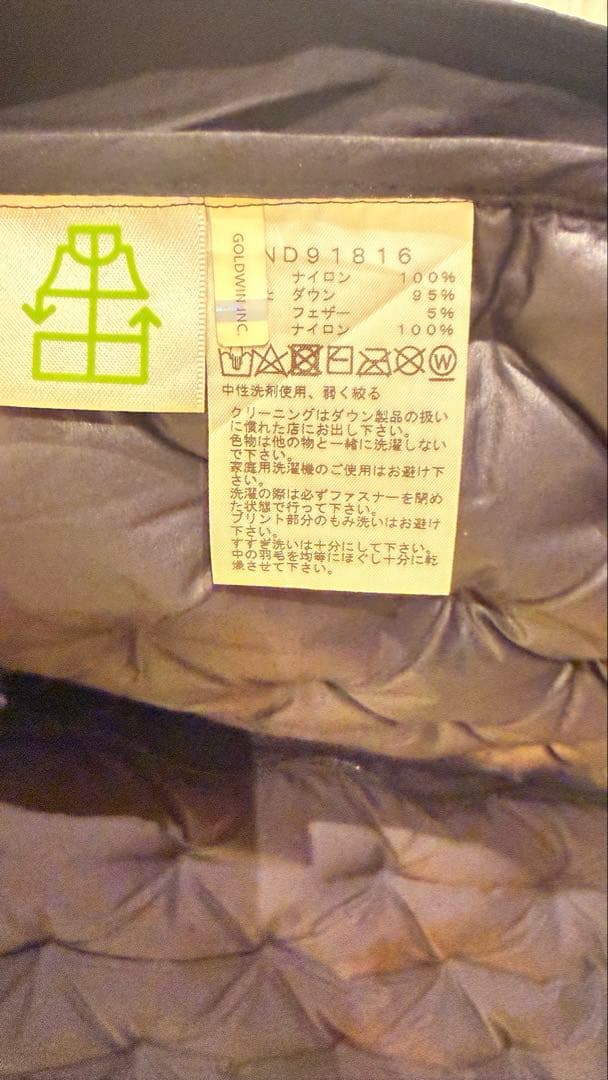 GOLDWIN INC.
ND91816
ナイロン 100%
ダウン 95%
フェザー 5%
ナイロン 100%
W
中性洗剤使用、弱く絞る
クリーニングはダウン製品の扱い
に慣れた店にお出し下さい。
色物は他の物と一緒に洗濯しない
で下さい。
家庭用洗濯機のご使用はお避け下
さい。
洗濯の際は必ずファスナーを閉め
た状態で行って下さい。
プリント部分のもみ洗いはお避け
下さい。
すすぎ洗いは十分にして下さい。
中の羽毛を均等にほぐし十分に乾
燥させて下さい。